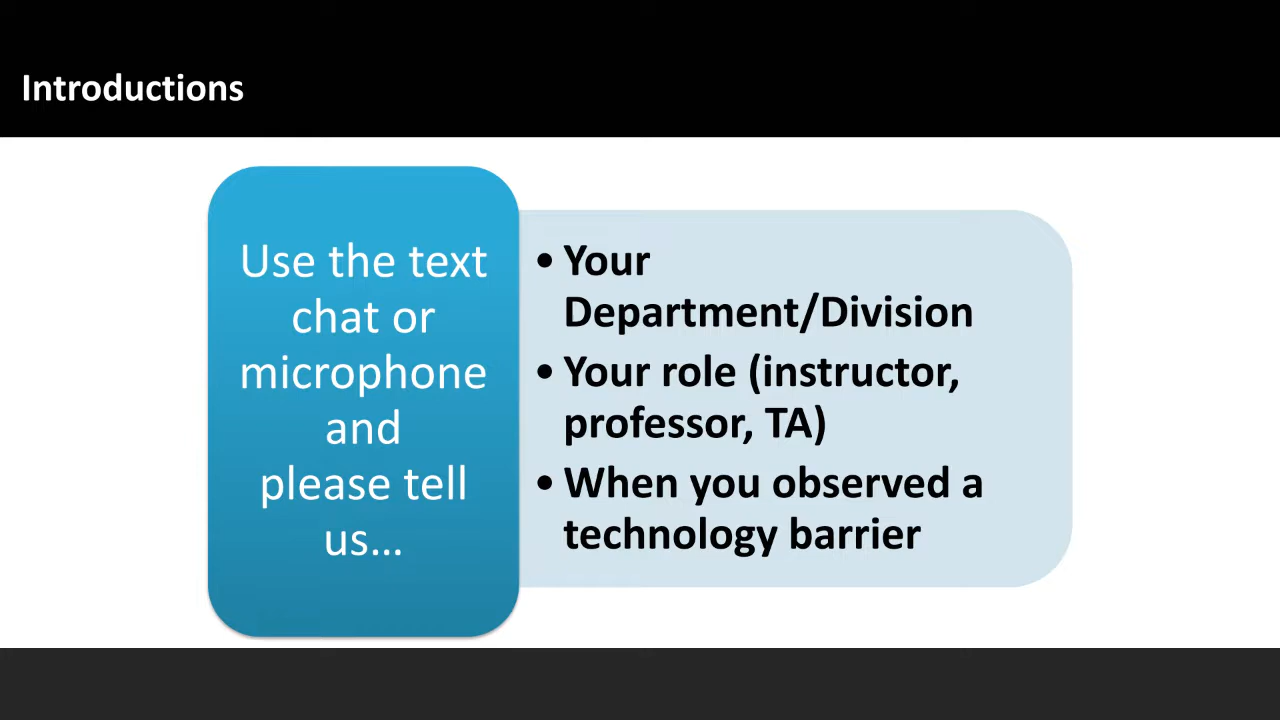 Introductions
Use the text
chat or
microphone
and
please tell
us…
• Your
Department/Division
• Your role (instructor,
professor, TA)
• When you observed a
technology barrier